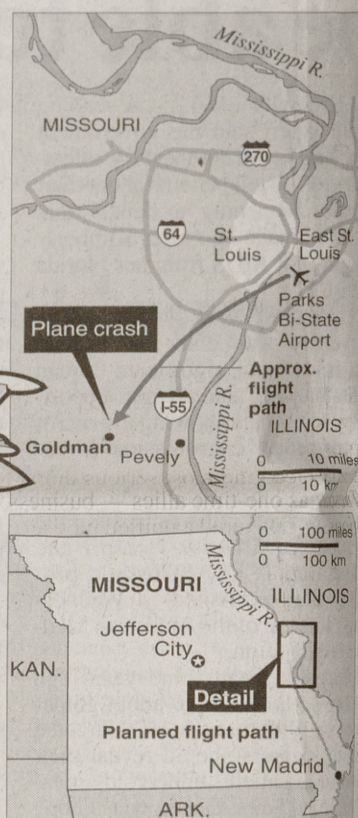 Mississippi R.
MISSOURI
270
64
St.
Louis
East St.
Louis
Parks
Bi-State
Airport
Plane crash
Approx.
flight
path
I-55
ILLINOIS
Goldman
Pevely
Mississippi R.
0 10 miles
0 10 km
0 100 miles
0 100 km
Mississippi R.
MISSOURI
ILLINOIS
Jefferson
City
KAN.
Detail
Planned flight path
New Madrid
ARK.